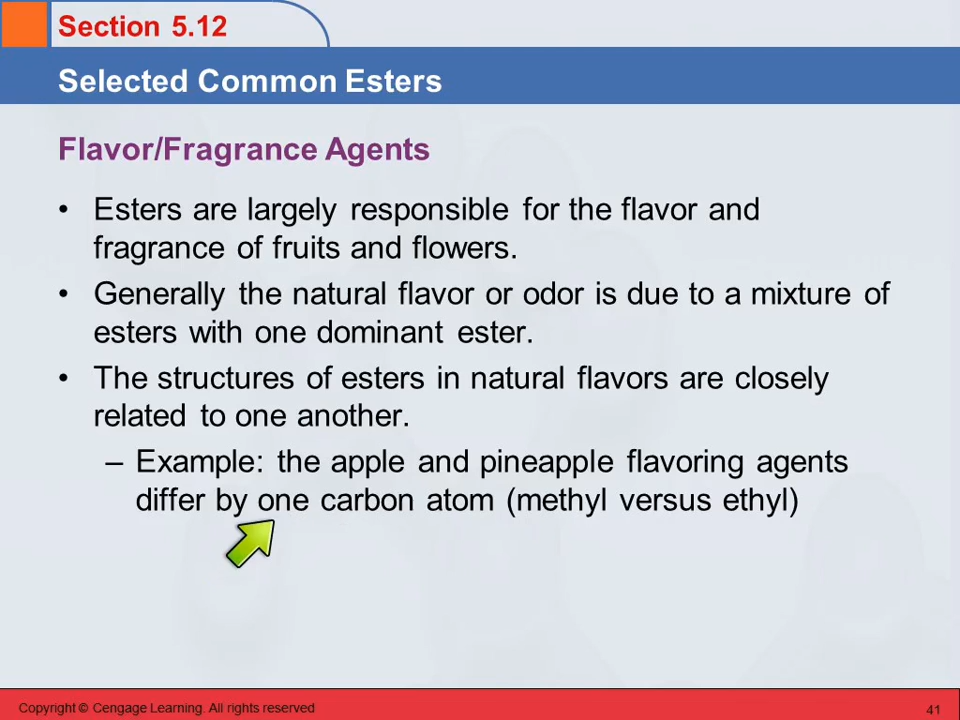 Section 5.12
Selected Common Esters
Flavor/Fragrance Agents
• Esters are largely responsible for the flavor and
fragrance of fruits and flowers.
• Generally the natural flavor or odor is due to a mixture of
esters with one dominant ester.
• The structures of esters in natural flavors are closely
related to one another.
– Example: the apple and pineapple flavoring agents
differ by one carbon atom (methyl versus ethyl)
Copyright © Cengage Learning. All rights reserved
41